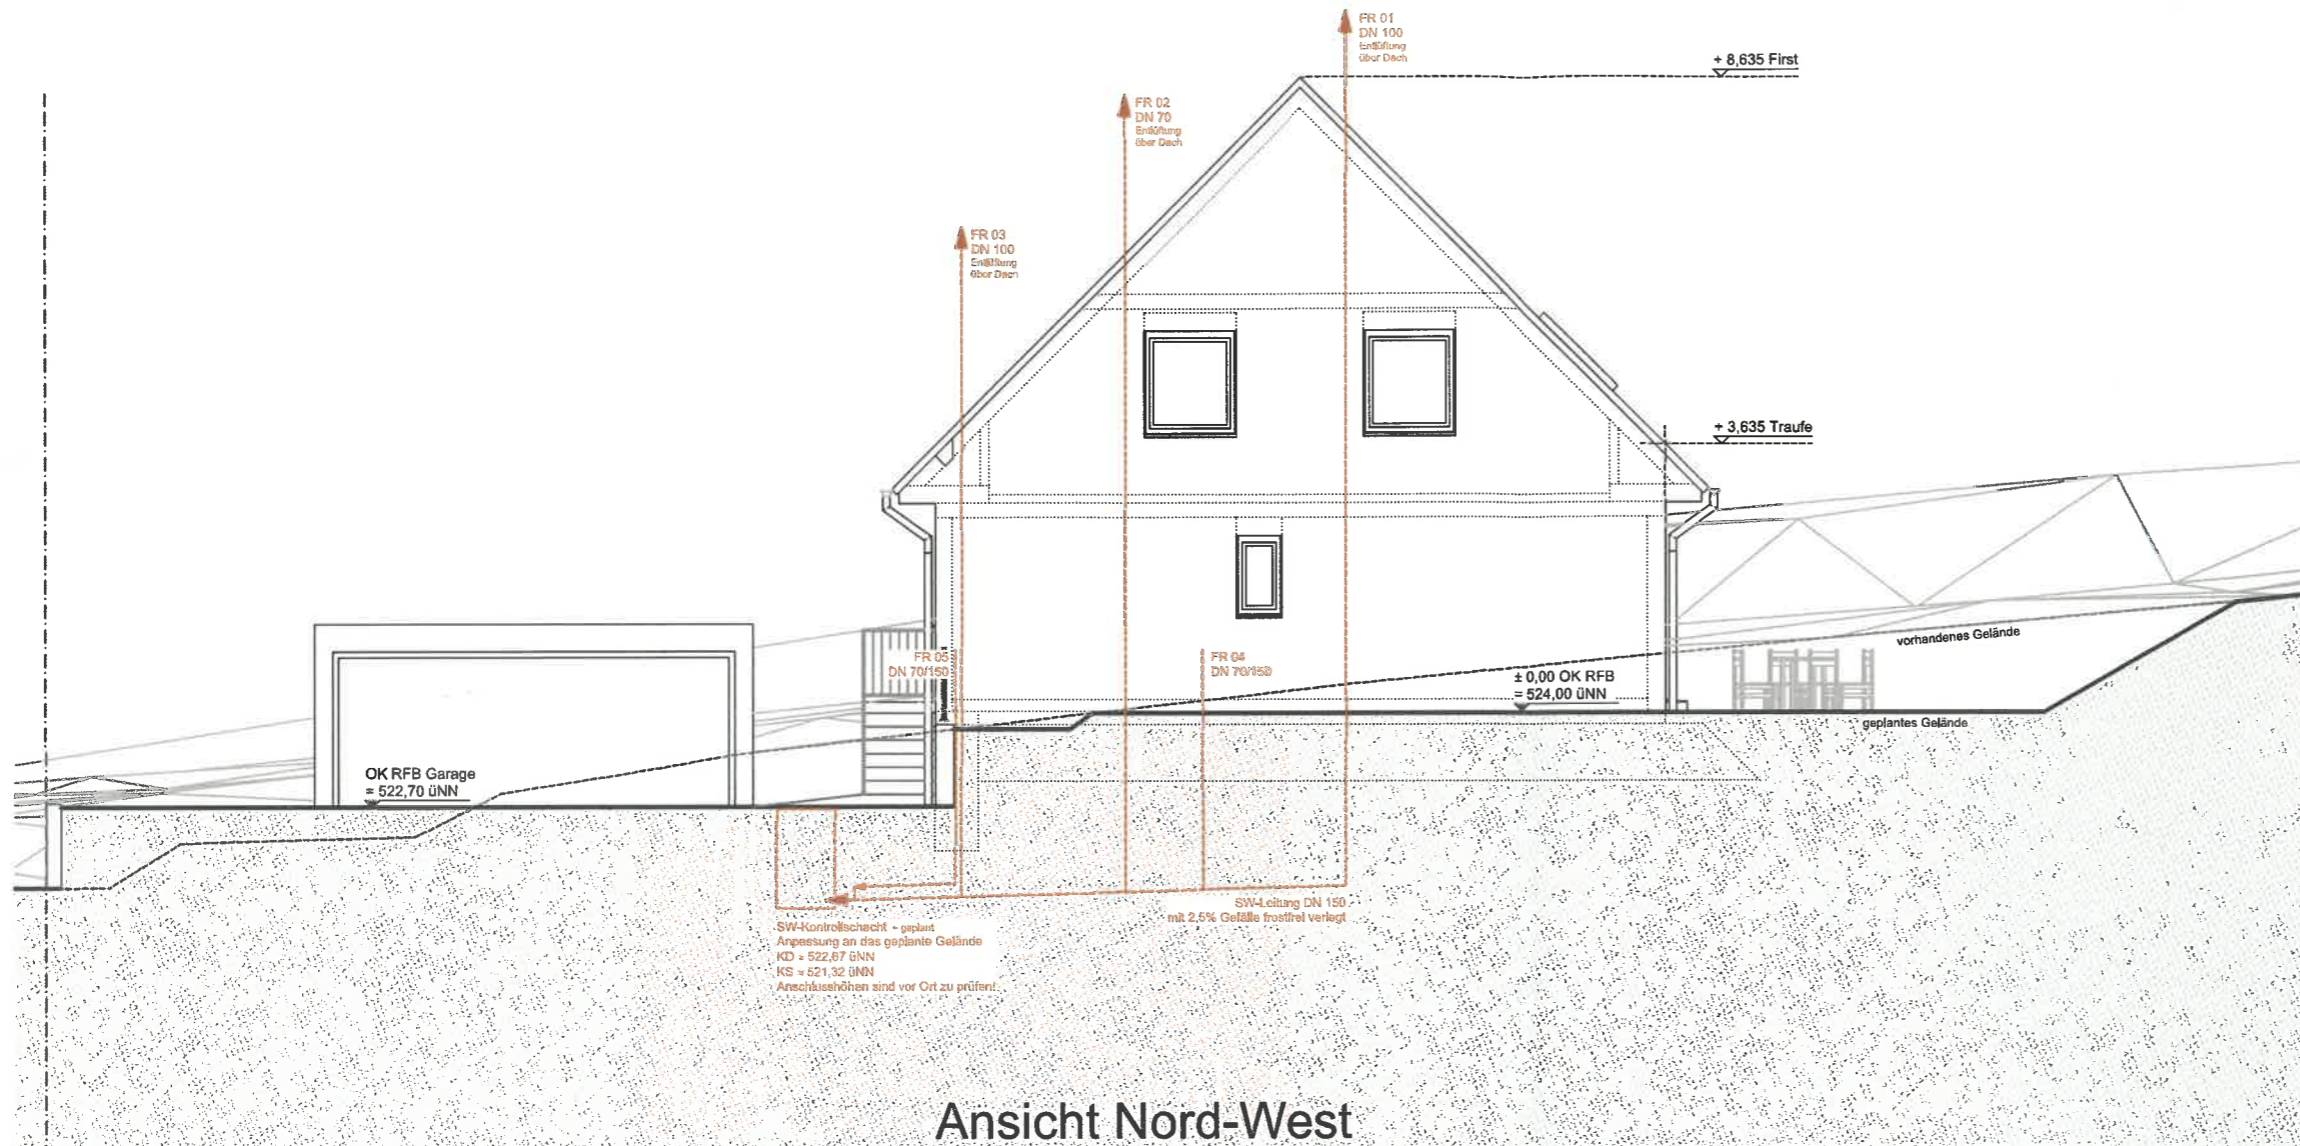 FR 01
DN 100
Entlüftung
über Dach
+ 8,635 First
FR 02
DN 70
Entlüftung
über Dach
FR 03
DN 100
Entlüftung
über Dach
+ 3,635 Traufe
vorhandenes Gelände
FR 05
DN 70/150
FR 04
DN 70/150
± 0,00 OK RFB
= 524,00 üNN
geplantes Gelände
OK RFB Garage
= 522,70 üNN
SW-Leitung DN 150
mit 2,5% Gefälle frostfrei verlegt
SW-Kontrollschacht - geplant
Anpassung an das geplante Gelände
KD = 522,67 üNN
KS = 521,32 üNN
Anschlusshöhen sind vor Ort zu prüfen!
Ansicht Nord-West